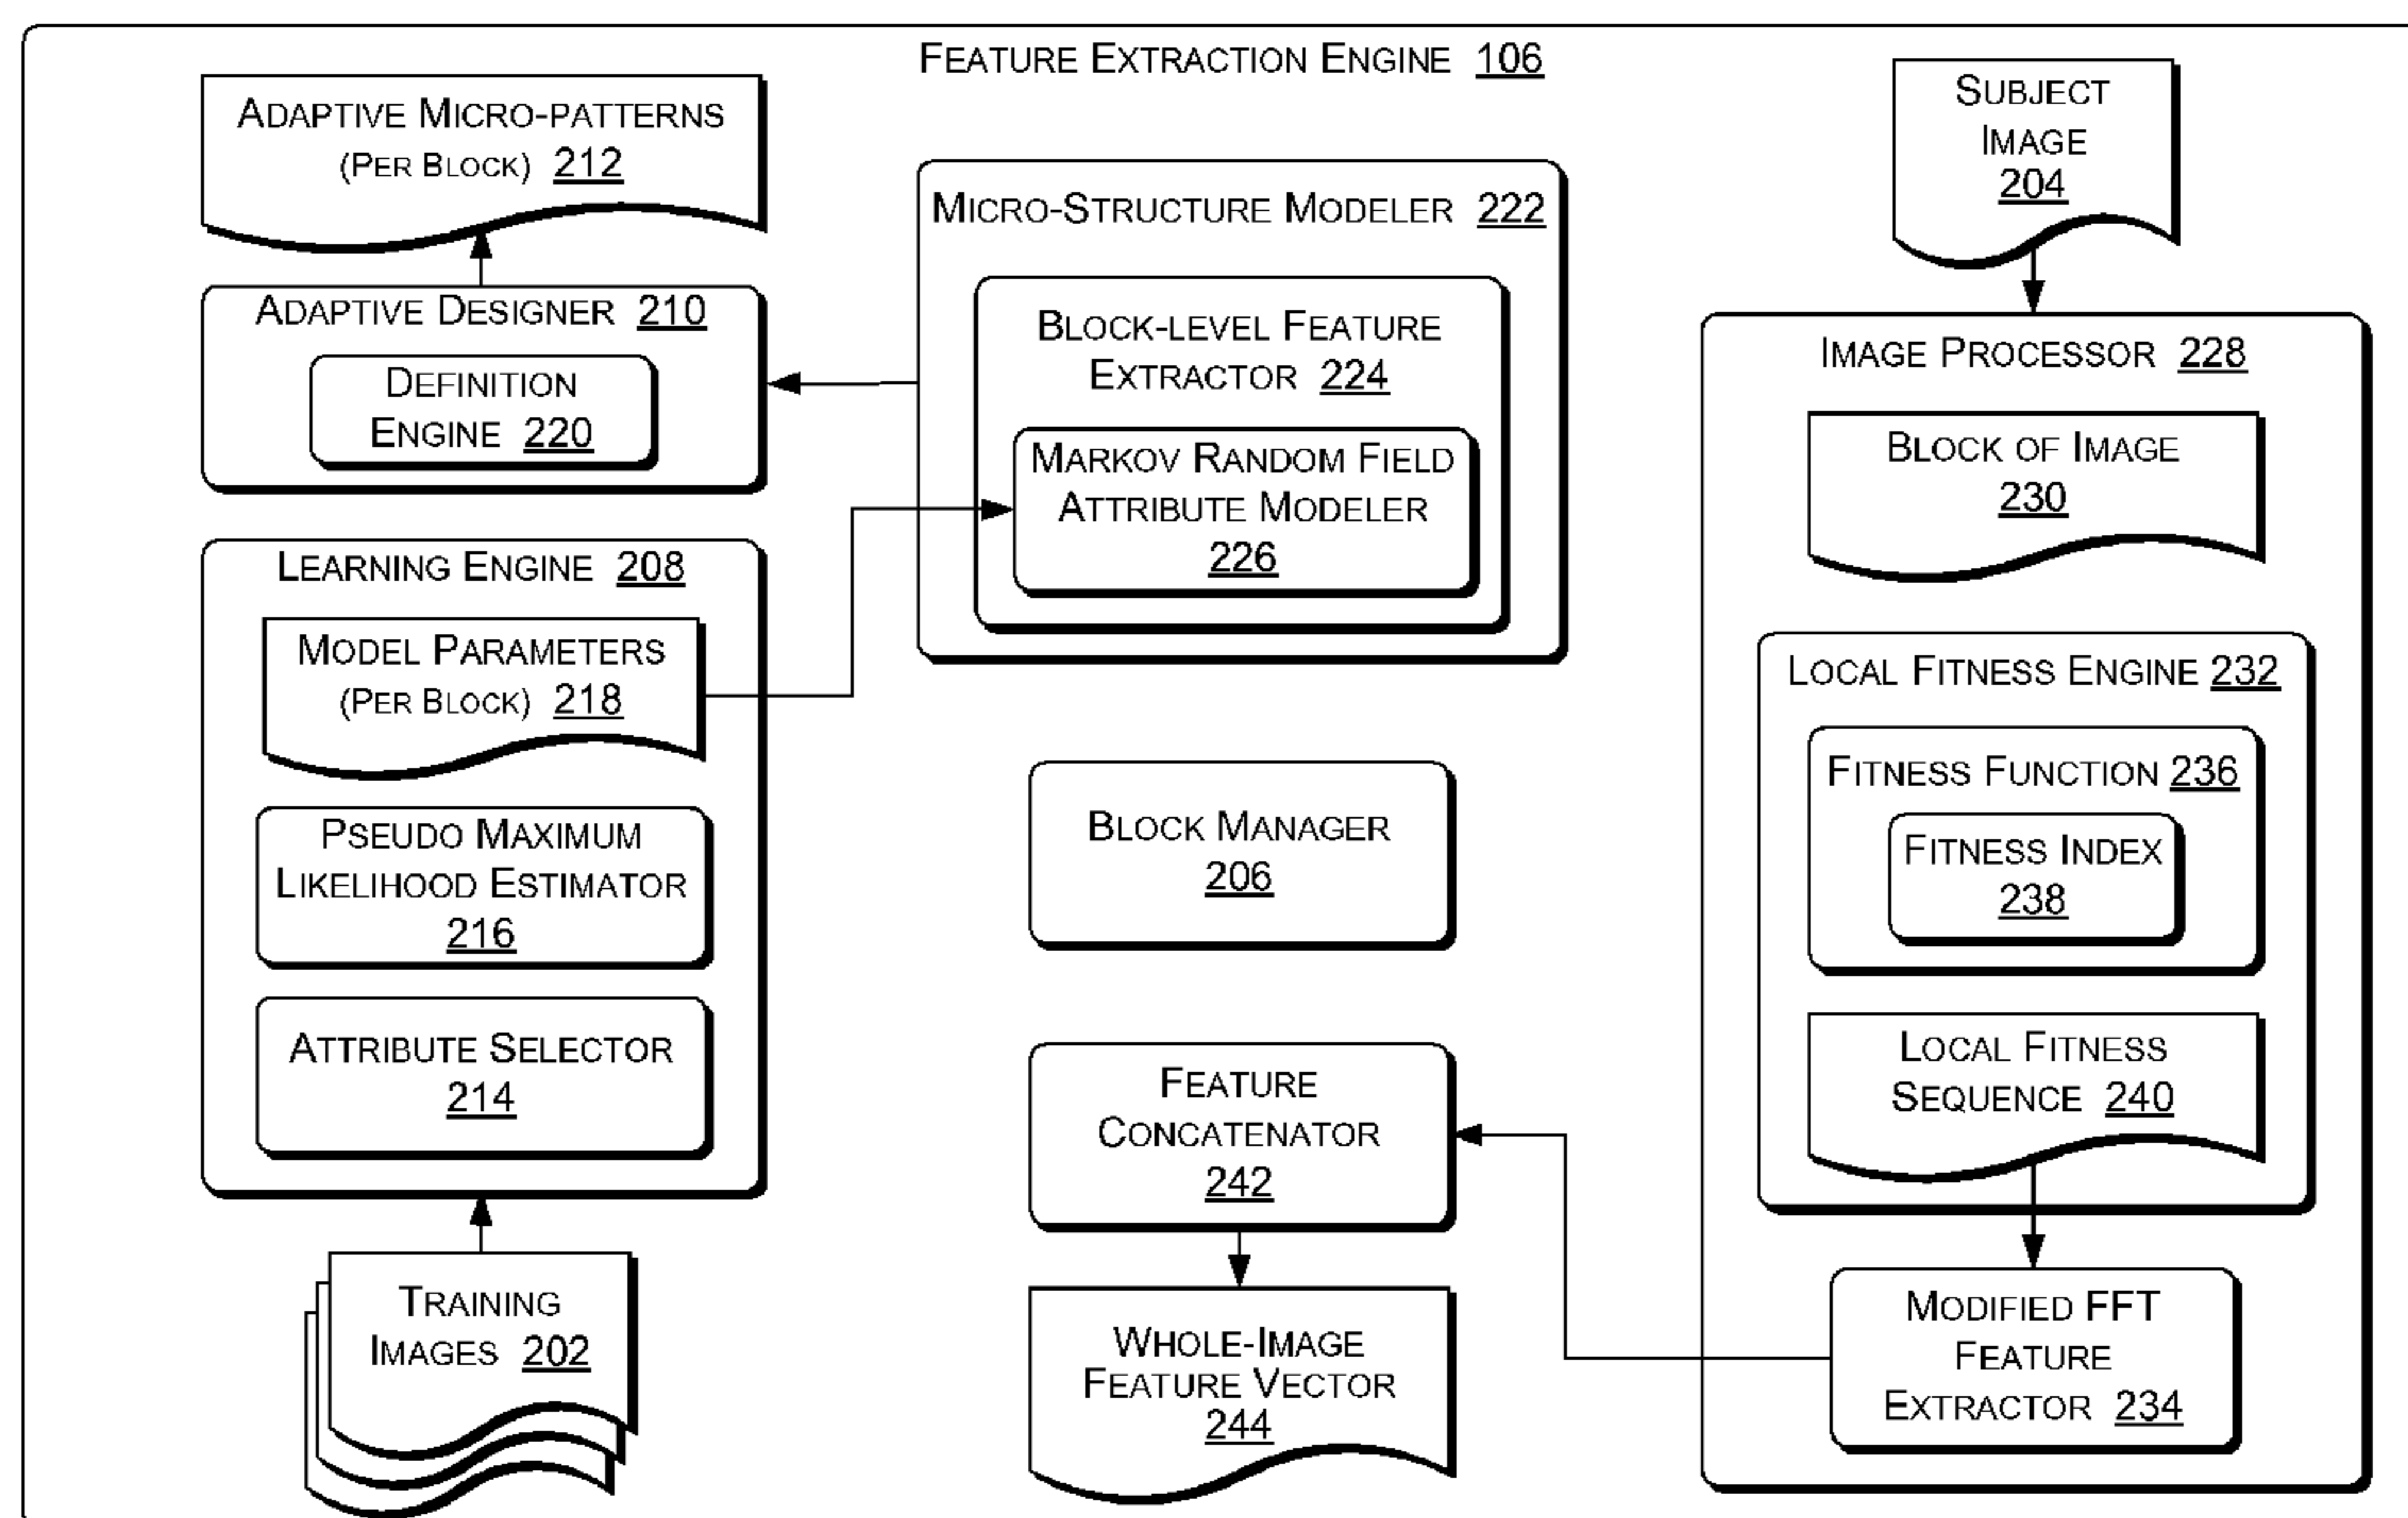 FEATURE EXTRACTION ENGINE 106
ADAPTIVE MICRO-PATTERNS
(PER BLOCK) 212
ADAPTIVE DESIGNER 210
DEFINITION
ENGINE 220
LEARNING ENGINE 208
MODEL PARAMETERS
(PER BLOCK) 218
PSEUDO MAXIMUM
LIKELIHOOD ESTIMATOR
216
ATTRIBUTE SELECTOR
214
TRAINING
IMAGES 202
MICRO-STRUCTURE MODELER 222
BLOCK-LEVEL FEATURE
EXTRACTOR 224
MARKOV RANDOM FIELD
ATTRIBUTE MODELER
226
BLOCK MANAGER
206
FEATURE
CONCATENATOR
242
WHOLE-IMAGE
FEATURE VECTOR
244
SUBJECT
IMAGE
204
IMAGE PROCESSOR 228
BLOCK OF IMAGE
230
LOCAL FITNESS ENGINE 232
FITNESS FUNCTION 236
FITNESS INDEX
238
LOCAL FITNESS
SEQUENCE 240
MODIFIED FFT
FEATURE
EXTRACTOR 234